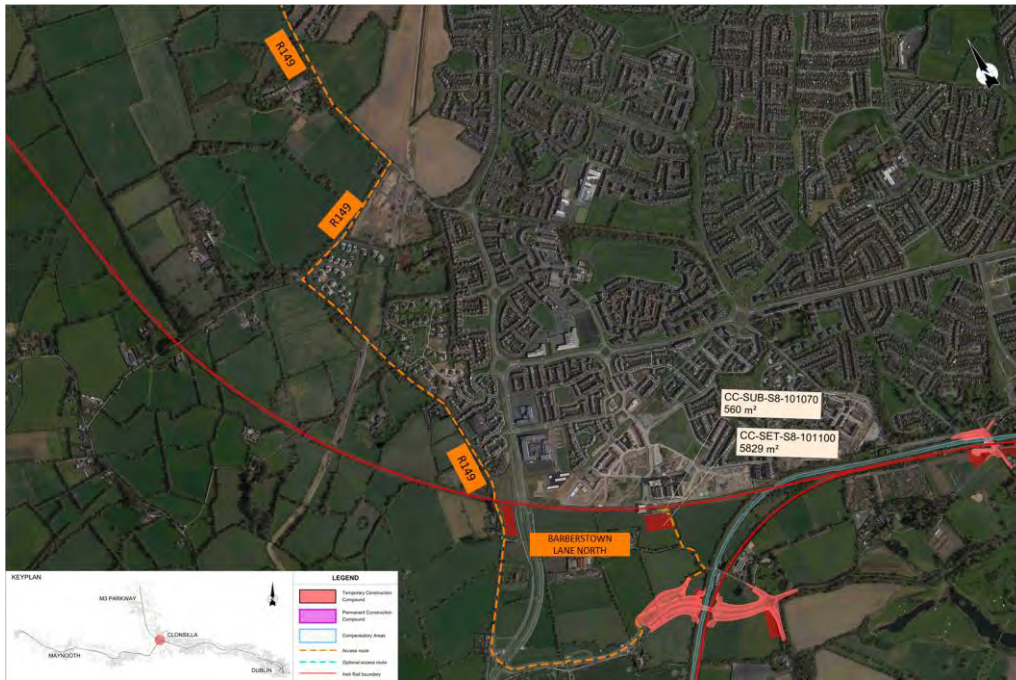 R149
R149
CC-SUB-S8-101070
560 m²
CC-SET-S8-101100
5829 m²
R149
BARBERSTOWN
LANE NORTH
KEYPLAN
M3 PARKWAY
CLONSILLA
MAYNOOTH
DUBLIN
LEGEND
Temporary Construction
Compound
Permanent Construction
Compound
Compensatory Areas
Access route
Optional access route
Irish Rail boundary